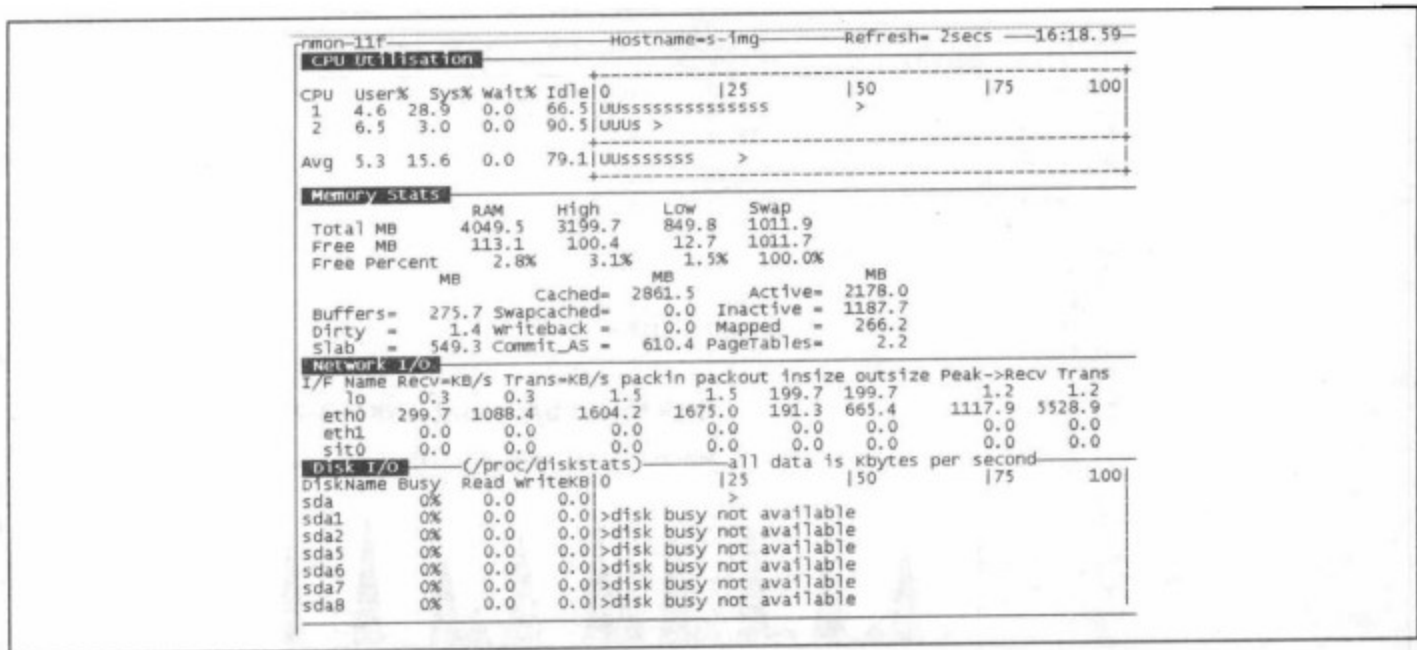 nmon-11f Hostname=s-img Refresh= 2secs 16:18.59
CPU Utilisation
CPU User% Sys% Wait% Idle|0 |25 |50 |75 100|
1 4.6 28.9 0.0 66.5|UUsssssssssssssss >
2 6.5 3.0 0.0 90.5|UUUs >
Avg 5.3 15.6 0.0 79.1|UUsssssss >
Memory Stats
RAM High Low Swap
Total MB 4049.5 3199.7 849.8 1011.9
Free MB 113.1 100.4 12.7 1011.7
Free Percent 2.8% 3.1% 1.5% 100.0%
MB MB MB
Cached= 2861.5 Active= 2178.0
Buffers= 275.7 Swapcached= 0.0 Inactive = 1187.7
Dirty = 1.4 Writeback = 0.0 Mapped = 266.2
Slab = 549.3 Commit_AS = 610.4 PageTables= 2.2
Network I/O
I/F Name Recv=KB/s Trans=KB/s packin packout insize outsize Peak->Recv Trans
lo 0.3 0.3 1.5 1.5 199.7 199.7 1.2 1.2
eth0 299.7 1088.4 1604.2 1675.0 191.3 665.4 1117.9 5528.9
eth1 0.0 0.0 0.0 0.0 0.0 0.0 0.0 0.0
sit0 0.0 0.0 0.0 0.0 0.0 0.0 0.0 0.0
Disk I/O (/proc/diskstats) all data is Kbytes per second
DiskName Busy Read WriteKB|0 |25 |50 |75 100|
sda 0% 0.0 0.0| >
sda1 0% 0.0 0.0|>disk busy not available
sda2 0% 0.0 0.0|>disk busy not available
sda5 0% 0.0 0.0|>disk busy not available
sda6 0% 0.0 0.0|>disk busy not available
sda7 0% 0.0 0.0|>disk busy not available
sda8 0% 0.0 0.0|>disk busy not available